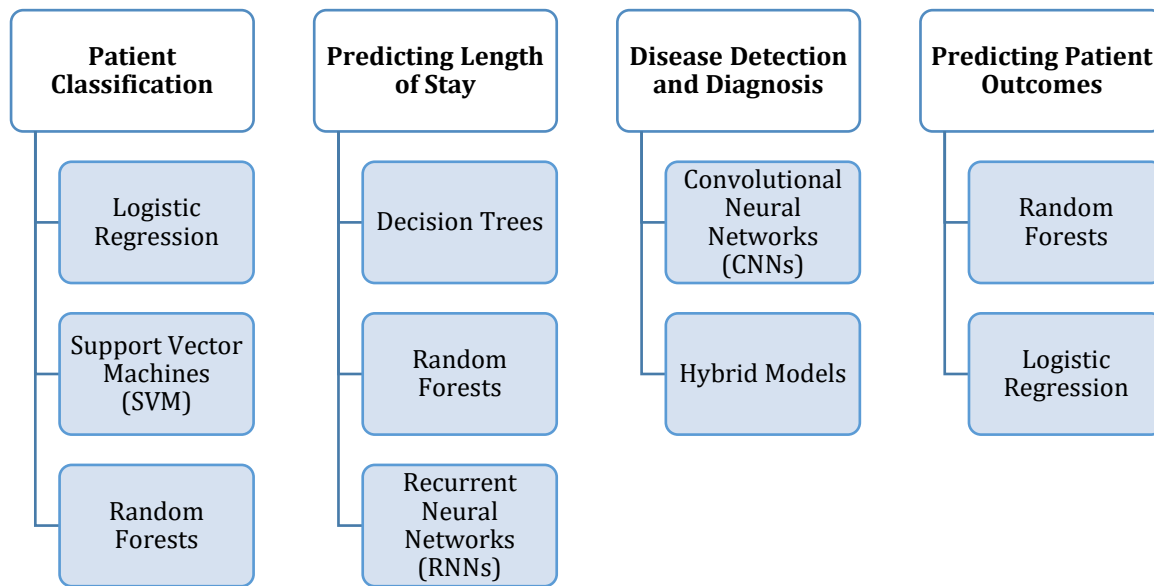 Patient
Classification
Logistic
Regression
Support Vector
Machines
(SVM)
Random
Forests
Predicting Length
of Stay
Decision Trees
Random
Forests
Recurrent
Neural
Networks
(RNNs)
Disease Detection
and Diagnosis
Convolutional
Neural
Networks
(CNNs)
Hybrid Models
Predicting Patient
Outcomes
Random
Forests
Logistic
Regression